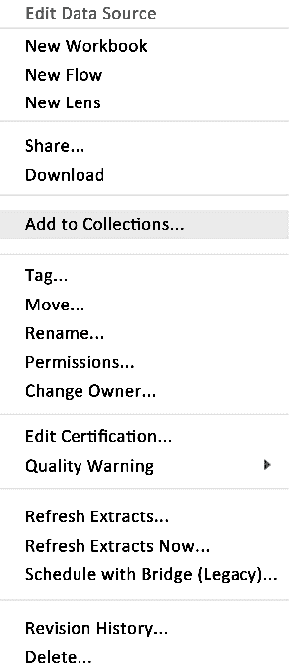 Edit Data Source
New Workbook
New Flow
New Lens
Share...
Download
Add to Collections...
Tag...
Move...
Rename...
Permissions...
Change Owner...
Edit Certification...
Quality Warning
Refresh Extracts...
Refresh Extracts Now...
Schedule with Bridge (Legacy)...
Revision History...
Delete...